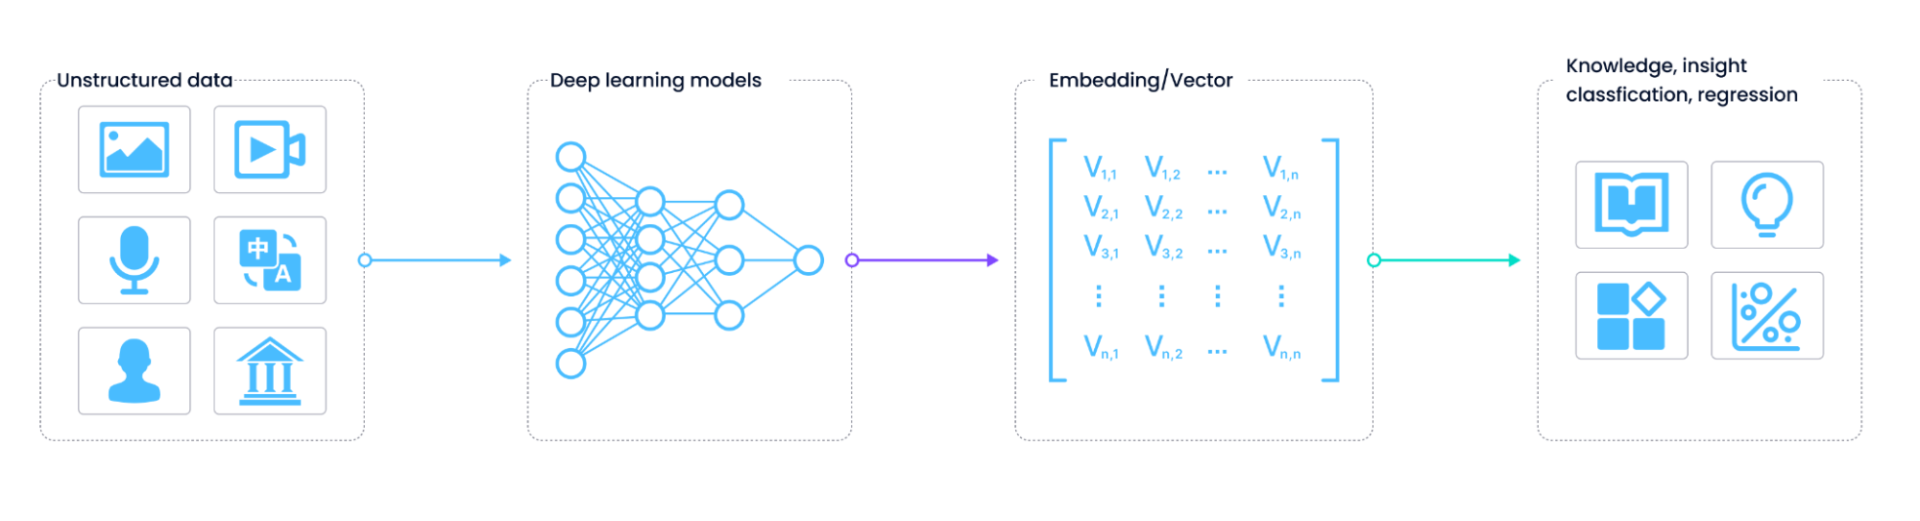 Unstructured data
中
A
Deep learning models
Embedding/Vector
V1,1 V1,2 ... V1,n
V2,1 V2,2 ... V2,n
V3,1 V3,2 ... V3,n
⋮ ⋮ ⋮ ⋮
Vn,1 Vn,2 ... Vn,n
Knowledge, insight
classfication, regression